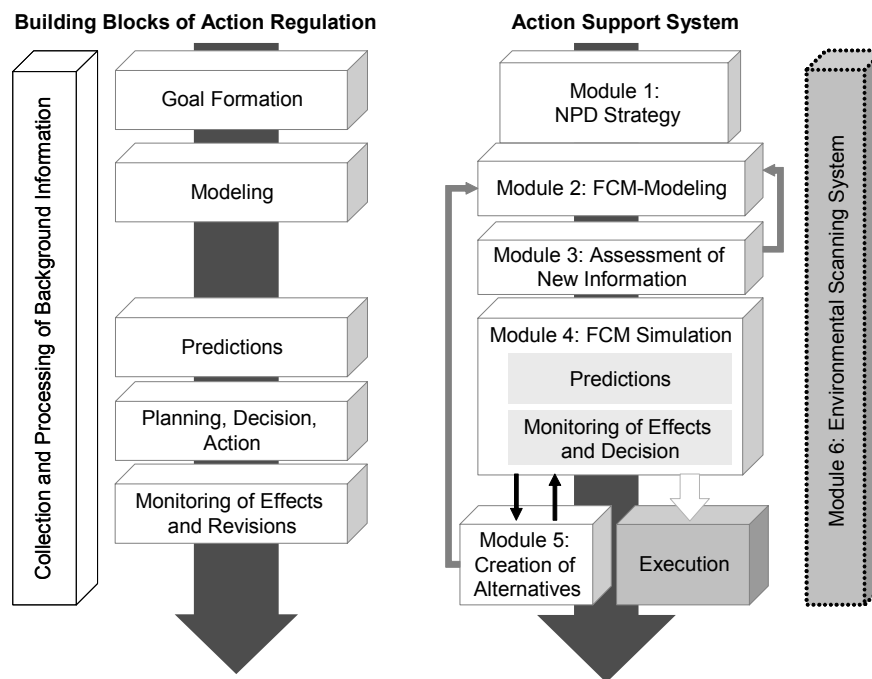 Building Blocks of Action Regulation
Collection and Processing of Background Information
Goal Formation
Modeling
Predictions
Planning, Decision,
Action
Monitoring of Effects
and Revisions
Action Support System
Module 1:
NPD Strategy
Module 2: FCM-Modeling
Module 3: Assessment of
New Information
Module 4: FCM Simulation
Predictions
Monitoring of Effects
and Decision
Module 5:
Creation of
Alternatives
Execution
Module 6: Environmental Scanning System